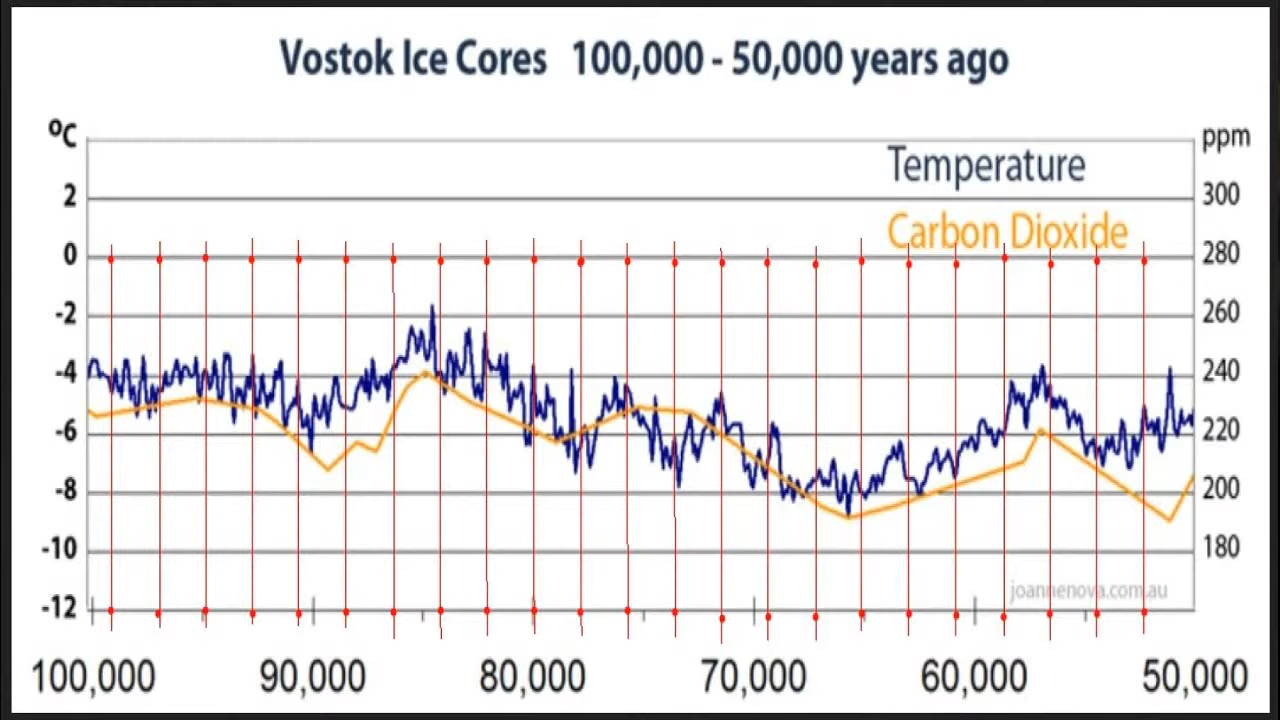 Vostok Ice Cores 100,000 - 50,000 years ago
ºC
ppm
Temperature
2
300
Carbon Dioxide
0
280
-2
260
-4
240
-6
220
-8
200
-10
180
joannenova.com.au
-12
100,000 90,000 80,000 70,000 60,000 50,000